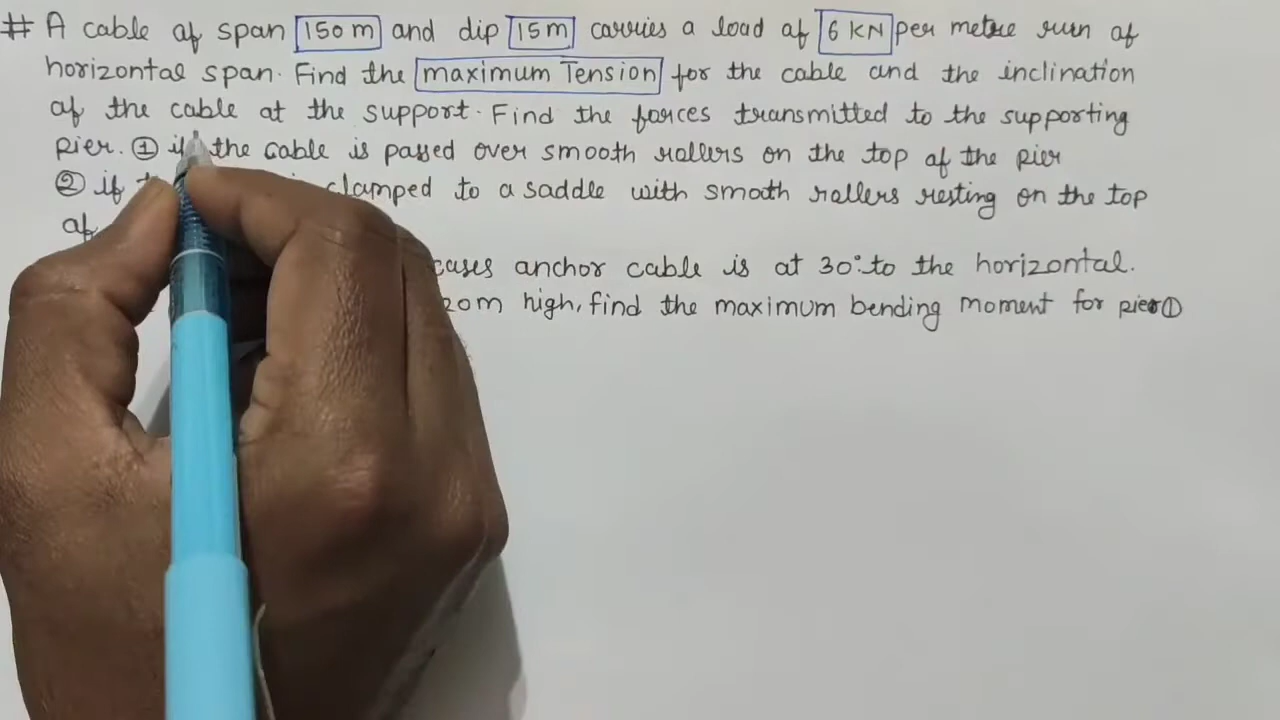 # A cable of span 150 m and dip 15 m carries a load of 6 KN per metre run of
horizontal span. Find the maximum Tension for the cable and the inclination
of the cable at the support. Find the forces transmitted to the supporting
pier. ① if the cable is passed over smooth rollers on the top of the pier
② if clamped to a saddle with smooth rollers resting on the top
of
cases anchor cable is at 30° to the horizontal.
20m high, find the maximum bending moment for pier ①